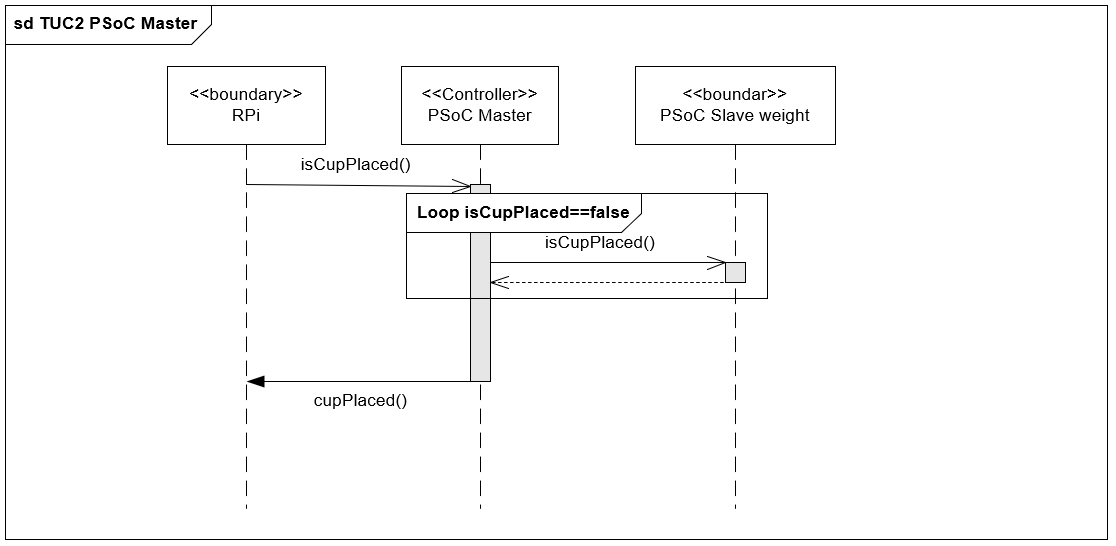 sd TUC2 PSoC Master
<<boundary>>
RPi
<<Controller>>
PSoC Master
<<boundar>>
PSoC Slave weight
isCupPlaced()
Loop isCupPlaced==false
isCupPlaced()
cupPlaced()